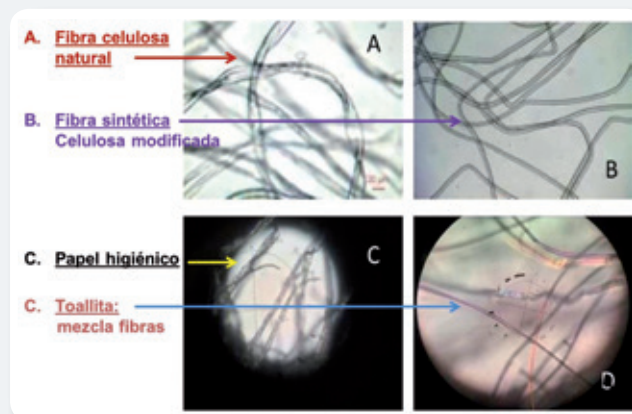 A. Fibra celulosa
natural
B. Fibra sintética
Celulosa modificada
C. Papel higiénico
C. Toallita:
mezcla fibras
A
B
C
D